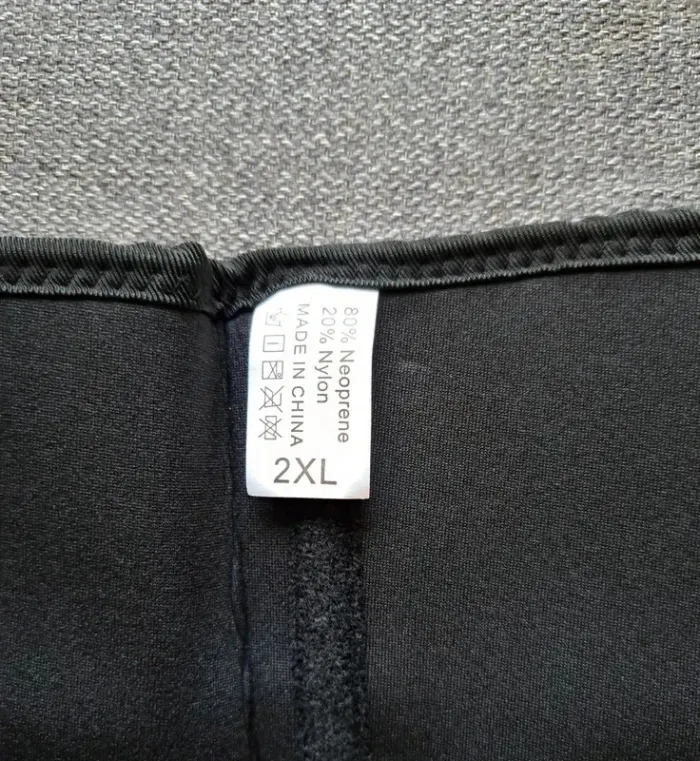 80% Neoprene
20% Nylon
MADE IN CHINA
2XL